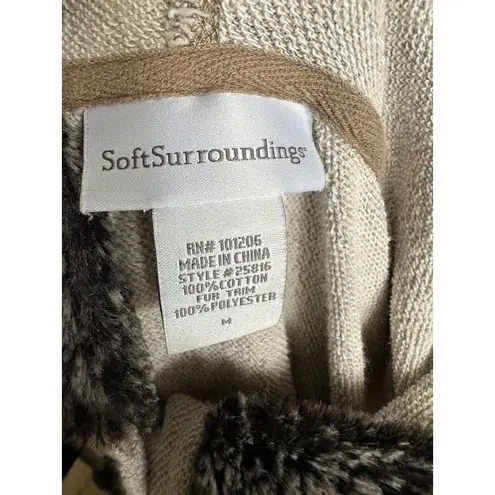 SoftSurroundings®
RN# 101206
MADE IN CHINA
STYLE #25816
100%COTTON
FUR TRIM
100%POLYESTER
M